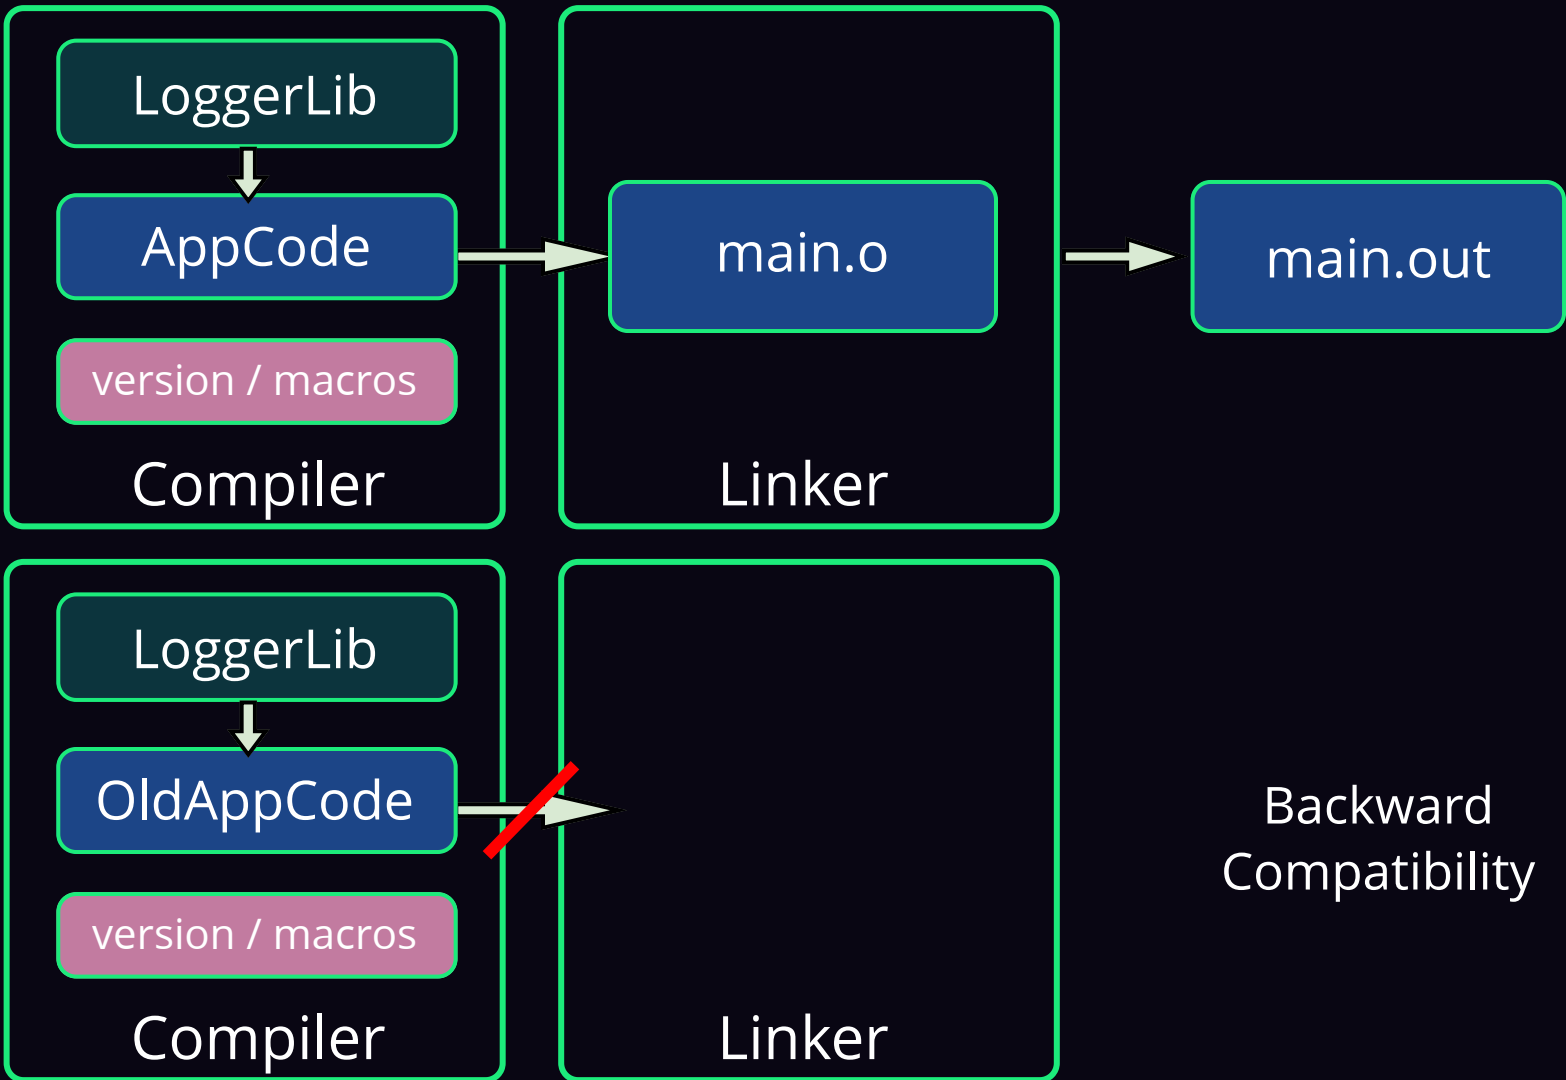 LoggerLib
AppCode
version / macros
Compiler
main.o
Linker
main.out
LoggerLib
OldAppCode
version / macros
Compiler
Linker
Backward
Compatibility